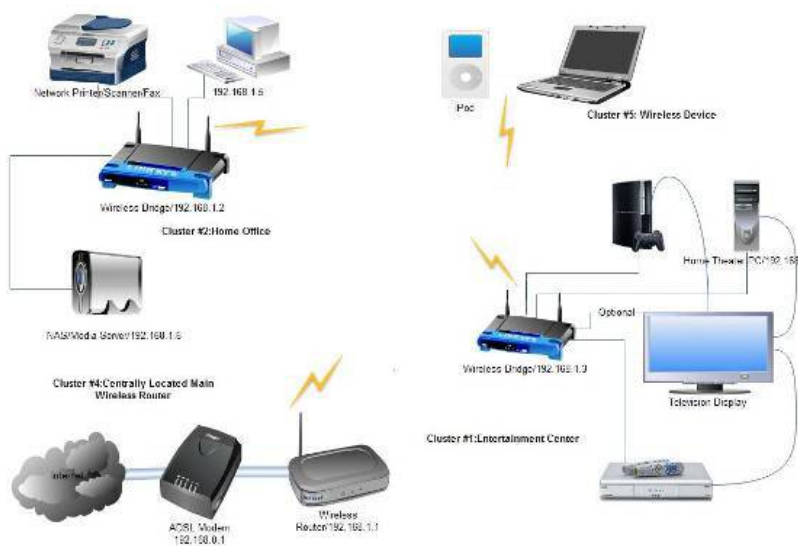 Network Printer/Scanner/Fax
192.168.1.5
iPod
Cluster #5: Wireless Device
LINKSYS
Wireless Bridge/192.168.1.2
Cluster #2:Home Office
Home Theater PC/192.168
Optional
NAS/Media Server/192.168.1.6
Wireless Bridge/192.168.1.3
Television Display
Cluster #4:Centrally Located Main
Wireless Router
Cluster #1:Entertainment Center
Internet
ADSL Modem
192.168.0.1
Wireless
Router/192.168.1.1